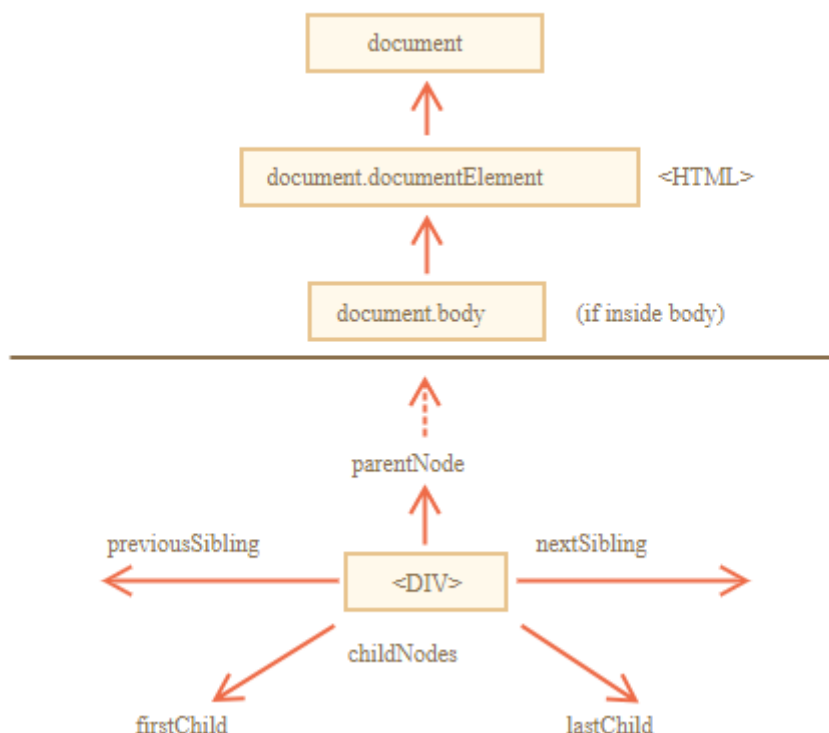 document
document.documentElement <HTML>
document.body (if inside body)
parentNode
previousSibling nextSibling
<DIV>
childNodes
firstChild lastChild